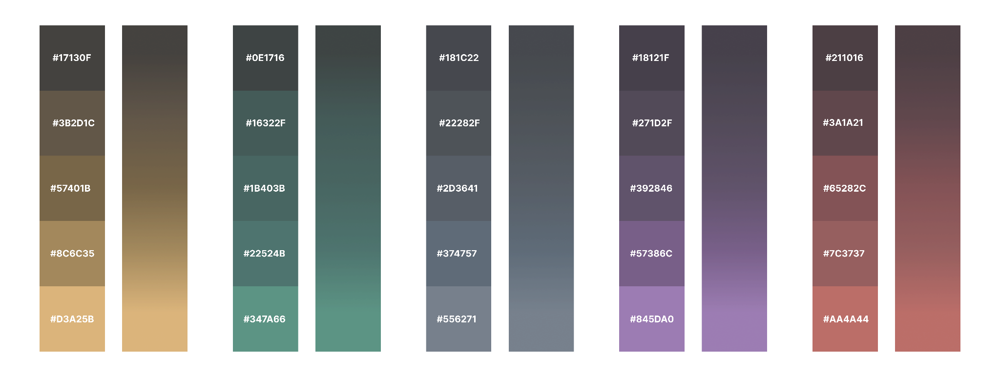 #17130F
#3B2D1C
#57401B
#8C6C35
#D3A25B
#0E1716
#16322F
#1B403B
#22524B
#347A66
#181C22
#22282F
#2D3641
#374757
#556271
#18121F
#271D2F
#392846
#57386C
#845DA0
#211016
#3A1A21
#65282C
#7C3737
#AA4A44